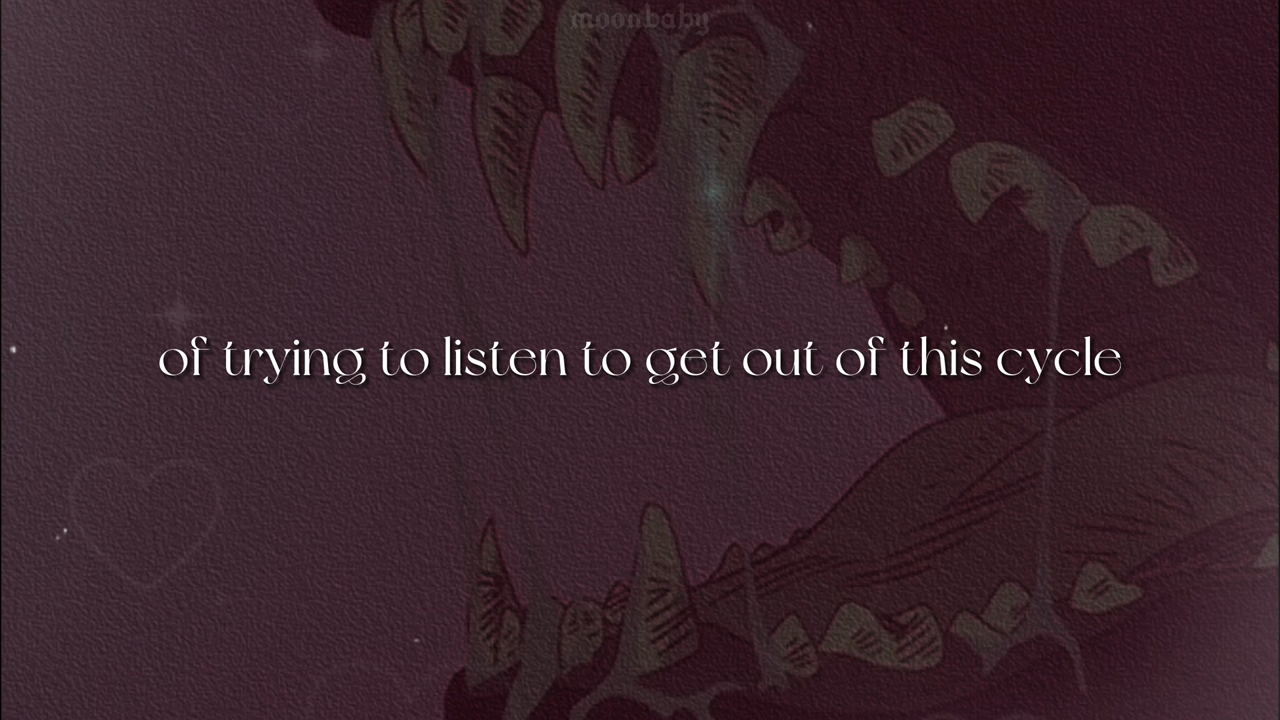 moonbaby
of trying to listen to get out of this cycle